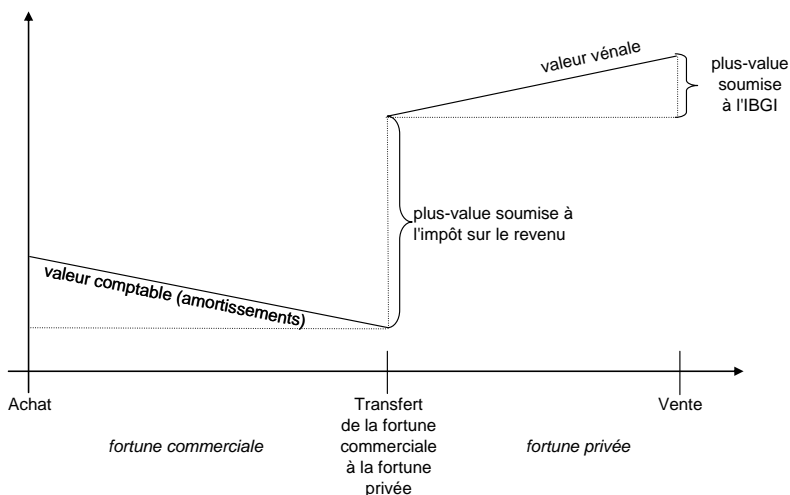 valeur vénale
plus-value
soumise
à l'IBGI
plus-value soumise à
l'impôt sur le revenu
valeur comptable (amortissements)
Achat
Transfert
de la fortune
commerciale
à la fortune
privée
Vente
fortune commerciale
fortune privée